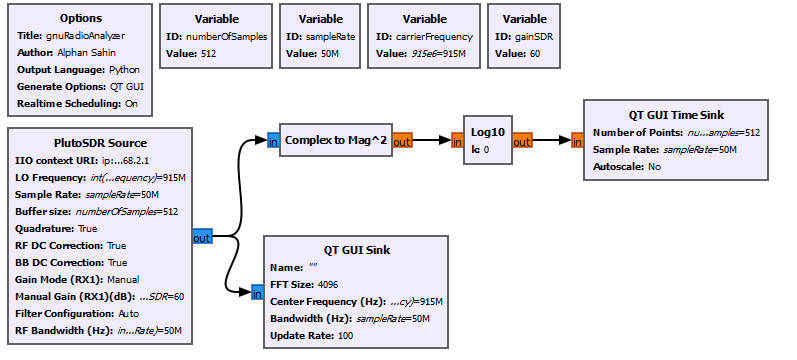 Options
Title: gnuRadioAnalyzer
Author: Alphan Sahin
Output Language: Python
Generate Options: QT GUI
Realtime Scheduling: On
Variable
ID: numberOfSamples
Value: 512
Variable
ID: sampleRate
Value: 50M
Variable
ID: carrierFrequency
Value: 915e6=915M
Variable
ID: gainSDR
Value: 60
PlutoSDR Source
IIO context URI: ip:...68.2.1
LO Frequency: int(...equency)=915M
Sample Rate: sampleRate=50M
Buffer size: numberOfSamples=512
Quadrature: True
RF DC Correction: True
BB DC Correction: True
Gain Mode (RX1): Manual
Manual Gain (RX1)(dB): ...SDR=60
Filter Configuration: Auto
RF Bandwidth (Hz): in...Rate)=50M
out
in
Complex to Mag^2
out
in
Log10
k: 0
out
in
QT GUI Time Sink
Number of Points: nu...amples=512
Sample Rate: sampleRate=50M
Autoscale: No
in
QT GUI Sink
Name: ""
FFT Size: 4096
Center Frequency (Hz): ...cy)=915M
Bandwidth (Hz): sampleRate=50M
Update Rate: 100